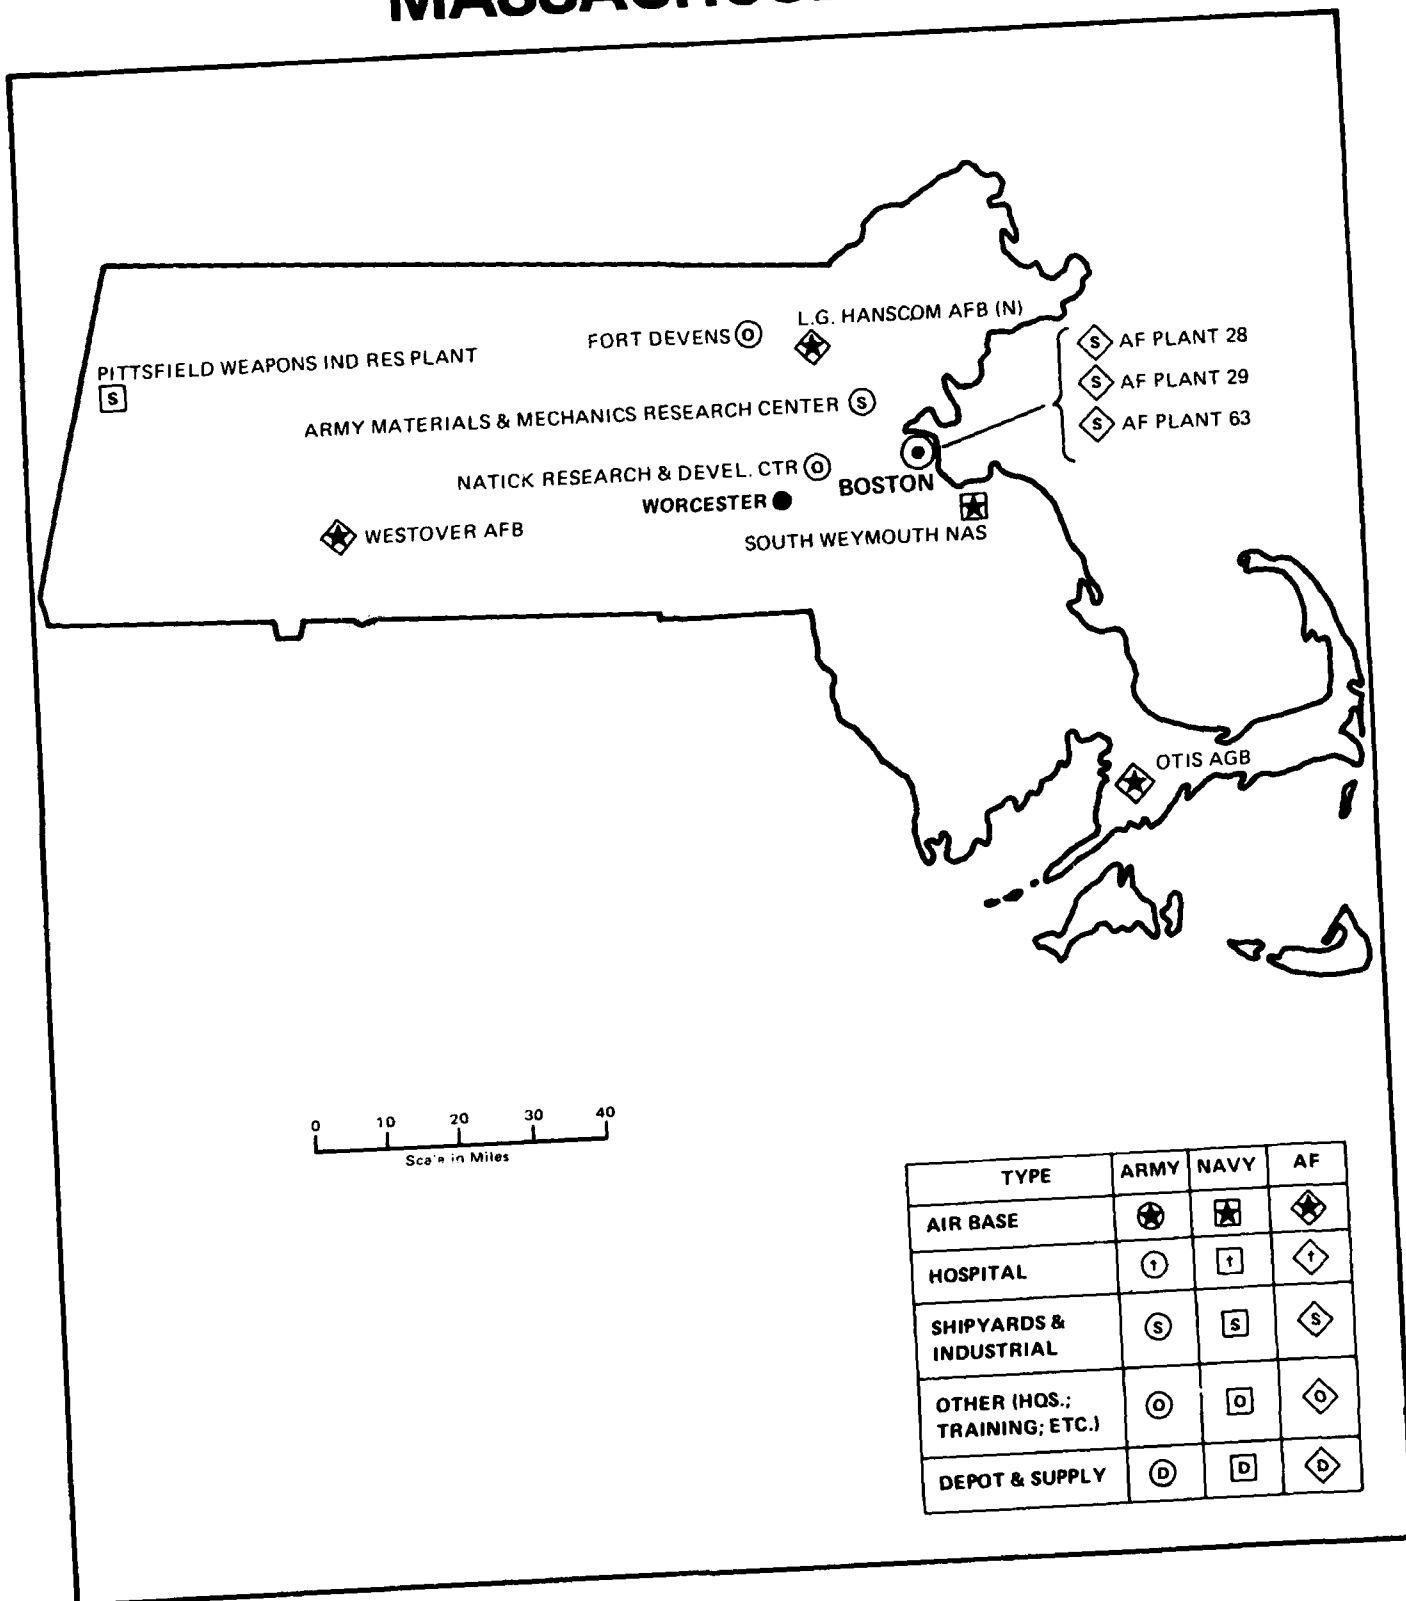 L.G. HANSCOM AFB (N)
FORT DEVENS O
S AF PLANT 28
PITTSFIELD WEAPONS IND RES PLANT
S
S AF PLANT 29
ARMY MATERIALS & MECHANICS RESEARCH CENTER S
S AF PLANT 63
NATICK RESEARCH & DEVEL. CTR O
BOSTON
WORCESTER
WESTOVER AFB
SOUTH WEYMOUTH NAS
OTIS AGB
0 10 20 30 40
Scale in Miles
TYPE ARMY NAVY AF
AIR BASE
HOSPITAL † † †
SHIPYARDS &
INDUSTRIAL S S S
OTHER (HQS.;
TRAINING; ETC.) O O O
DEPOT & SUPPLY D D D